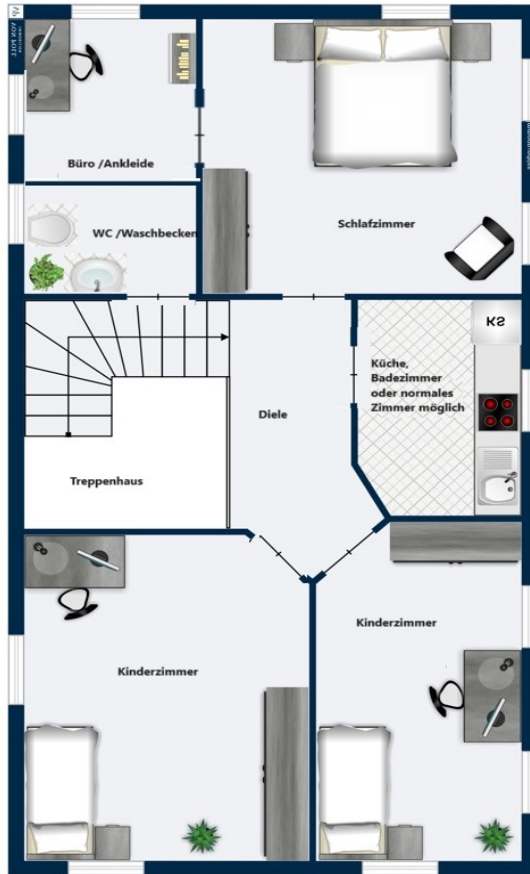 Büro /Ankleide
WC /Waschbecken
Schlafzimmer
KS
Küche,
Badezimmer
oder normales
Zimmer möglich
Diele
Treppenhaus
Kinderzimmer
Kinderzimmer